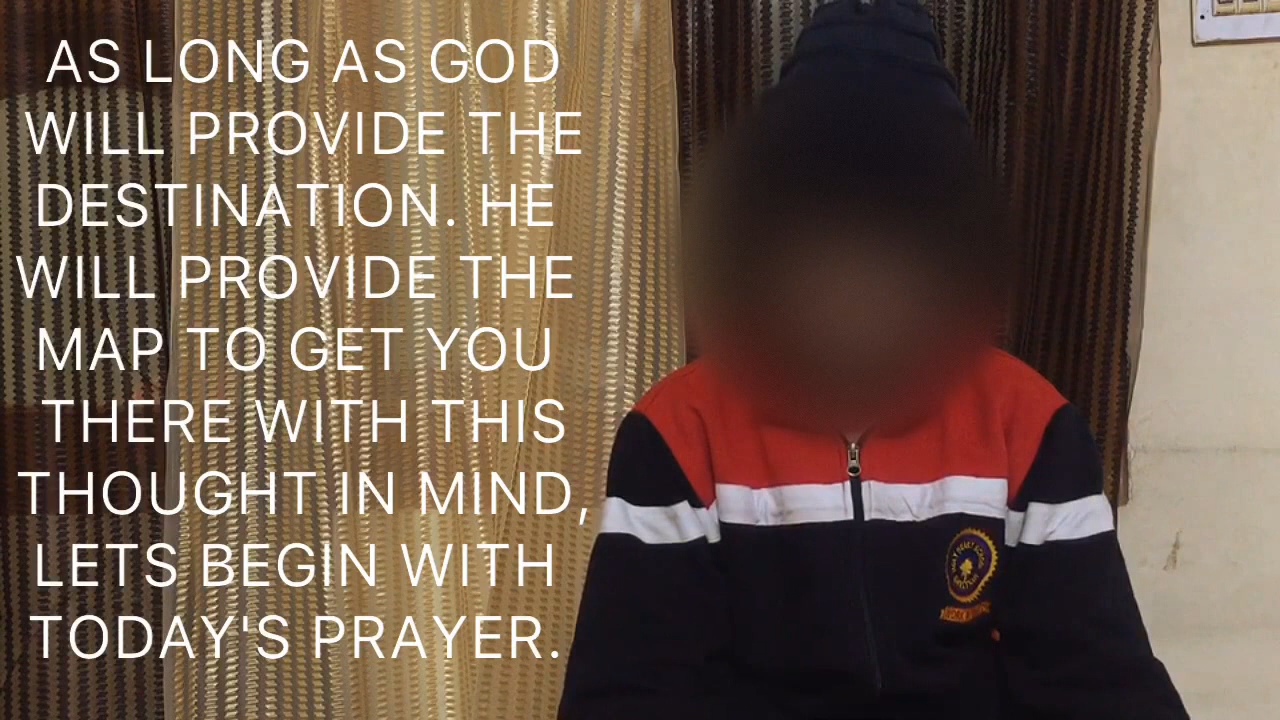 AS LONG AS GOD
WILL PROVIDE THE
DESTINATION. HE
WILL PROVIDE THE
MAP TO GET YOU
THERE WITH THIS
THOUGHT IN MIND,
LETS BEGIN WITH
TODAY'S PRAYER.